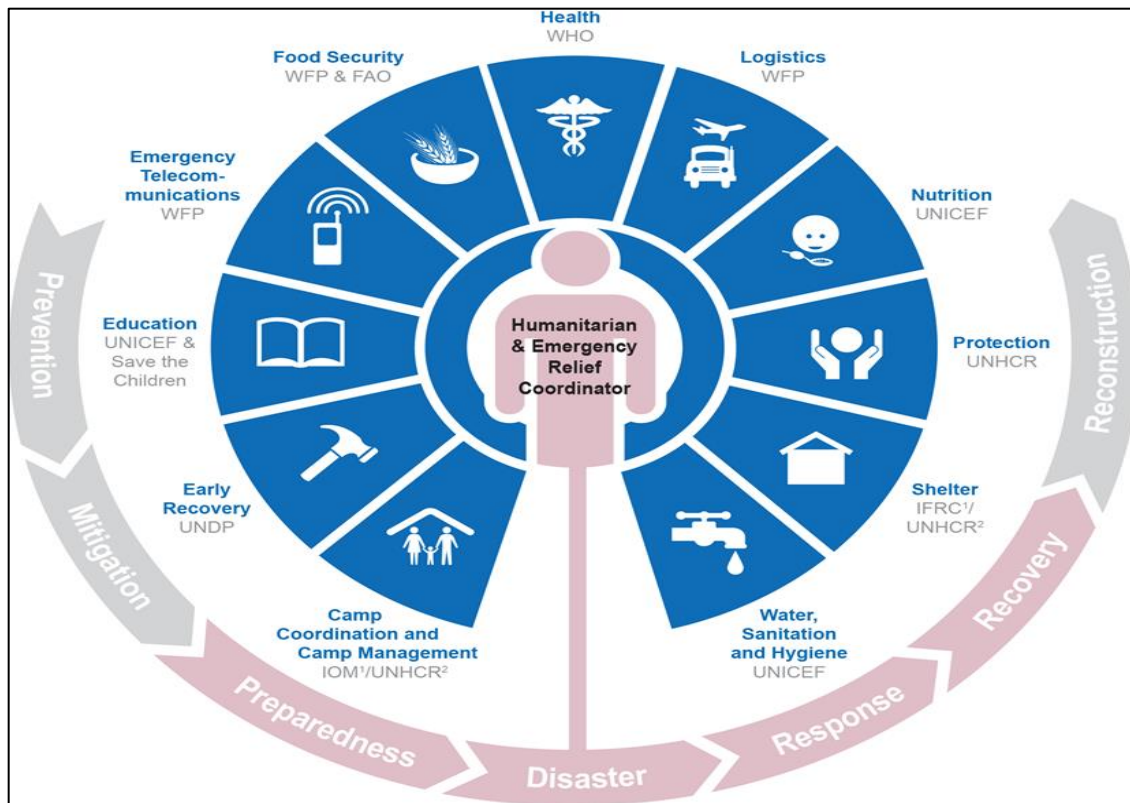 Health
WHO
Logistics
WFP
Nutrition
UNICEF
Protection
UNHCR
Shelter
IFRC¹/
UNHCR²
Water,
Sanitation
and Hygiene
UNICEF
Camp
Coordination and
Camp Management
IOM¹/UNHCR²
Early
Recovery
UNDP
Education
UNICEF &
Save the
Children
Emergency
Telecom-
munications
WFP
Food Security
WFP & FAO
Humanitarian
& Emergency
Relief
Coordinator
Prevention
Mitigation
Preparedness
Disaster
Response
Recovery
Reconstruction